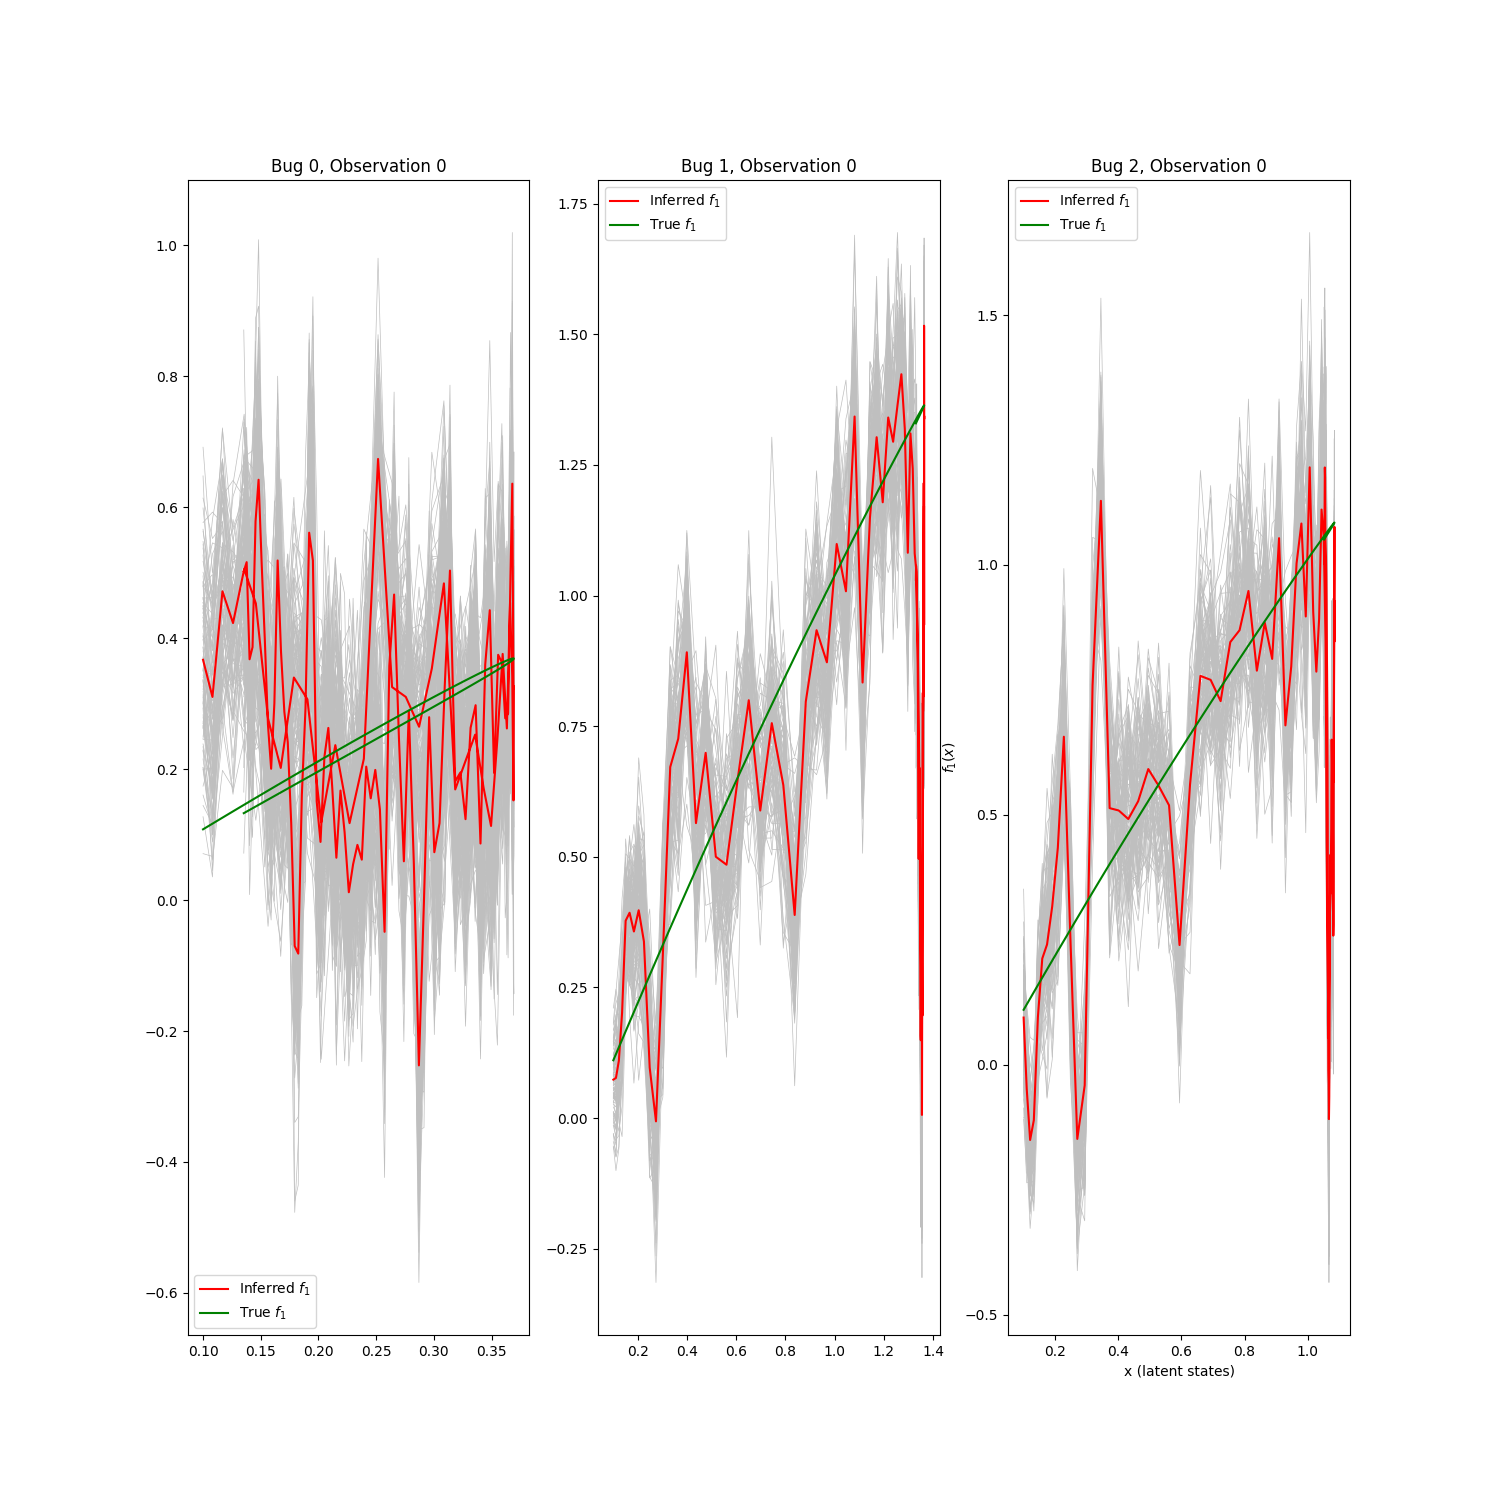 Bug 0, Observation 0
1.0
0.8
0.6
0.4
0.2
0.0
−0.2
−0.4
−0.6
Inferred f₁
True f₁
0.10 0.15 0.20 0.25 0.30 0.35
Bug 1, Observation 0
Inferred f₁
True f₁
1.75
1.50
1.25
1.00
0.75
0.50
0.25
0.00
−0.25
0.2 0.4 0.6 0.8 1.0 1.2 1.4
Bug 2, Observation 0
Inferred f₁
True f₁
f₁(x)
1.5
1.0
0.5
0.0
−0.5
0.2 0.4 0.6 0.8 1.0
x (latent states)